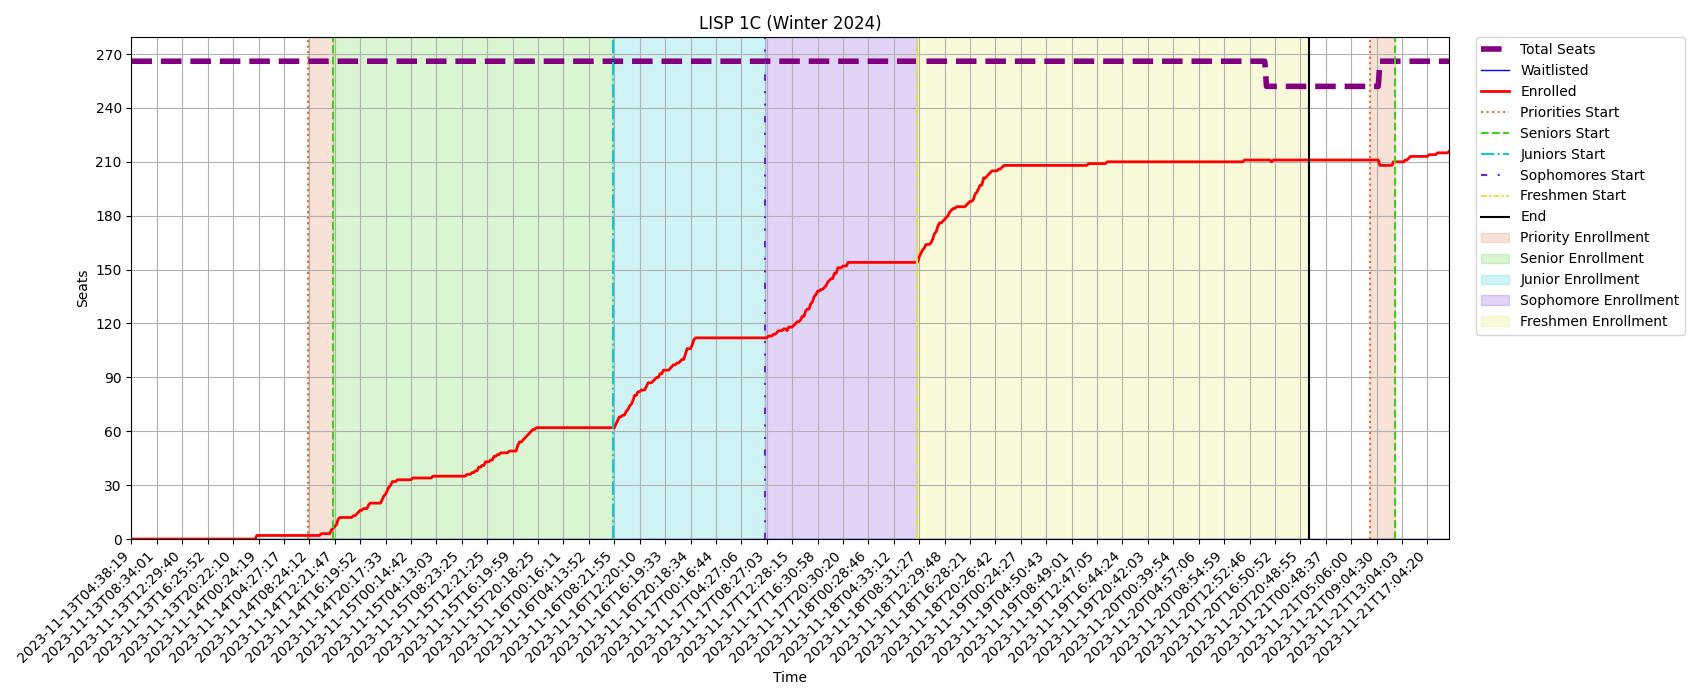 LISP 1C (Winter 2024)
270
240
210
180
150
120
90
60
30
0
Seats
2023-11-13T04:38:19
2023-11-13T08:34:01
2023-11-13T12:29:40
2023-11-13T16:25:52
2023-11-13T20:22:10
2023-11-14T00:24:19
2023-11-14T04:27:17
2023-11-14T08:24:12
2023-11-14T12:21:47
2023-11-14T16:19:52
2023-11-14T20:17:33
2023-11-15T00:14:42
2023-11-15T04:13:03
2023-11-15T08:23:25
2023-11-15T12:21:25
2023-11-15T16:19:59
2023-11-15T20:18:25
2023-11-16T00:16:11
2023-11-16T04:13:52
2023-11-16T08:21:55
2023-11-16T12:20:10
2023-11-16T16:19:33
2023-11-16T20:18:34
2023-11-17T00:16:44
2023-11-17T04:27:06
2023-11-17T08:27:03
2023-11-17T12:28:15
2023-11-17T16:30:58
2023-11-17T20:30:20
2023-11-18T00:28:46
2023-11-18T04:33:12
2023-11-18T08:31:27
2023-11-18T12:29:48
2023-11-18T16:28:21
2023-11-18T20:26:42
2023-11-19T00:24:27
2023-11-19T04:50:43
2023-11-19T08:49:01
2023-11-19T12:47:05
2023-11-19T16:44:24
2023-11-19T20:42:03
2023-11-20T00:39:54
2023-11-20T04:57:06
2023-11-20T08:54:59
2023-11-20T12:52:46
2023-11-20T16:50:52
2023-11-20T20:48:55
2023-11-21T00:48:37
2023-11-21T05:06:00
2023-11-21T09:04:30
2023-11-21T13:04:03
2023-11-21T17:04:20
Time
Total Seats
Waitlisted
Enrolled
Priorities Start
Seniors Start
Juniors Start
Sophomores Start
Freshmen Start
End
Priority Enrollment
Senior Enrollment
Junior Enrollment
Sophomore Enrollment
Freshmen Enrollment